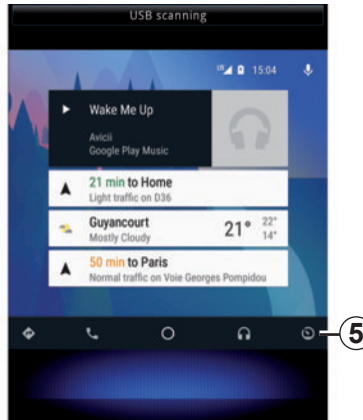 USB scanning
LTE 15:04
Wake Me Up
Avicii
Google Play Music
21 min to Home
Light traffic on D36
Guyancourt
Mostly Cloudy
21° 22°
14°
50 min to Paris
Normal traffic on Voie Georges Pompidou
5